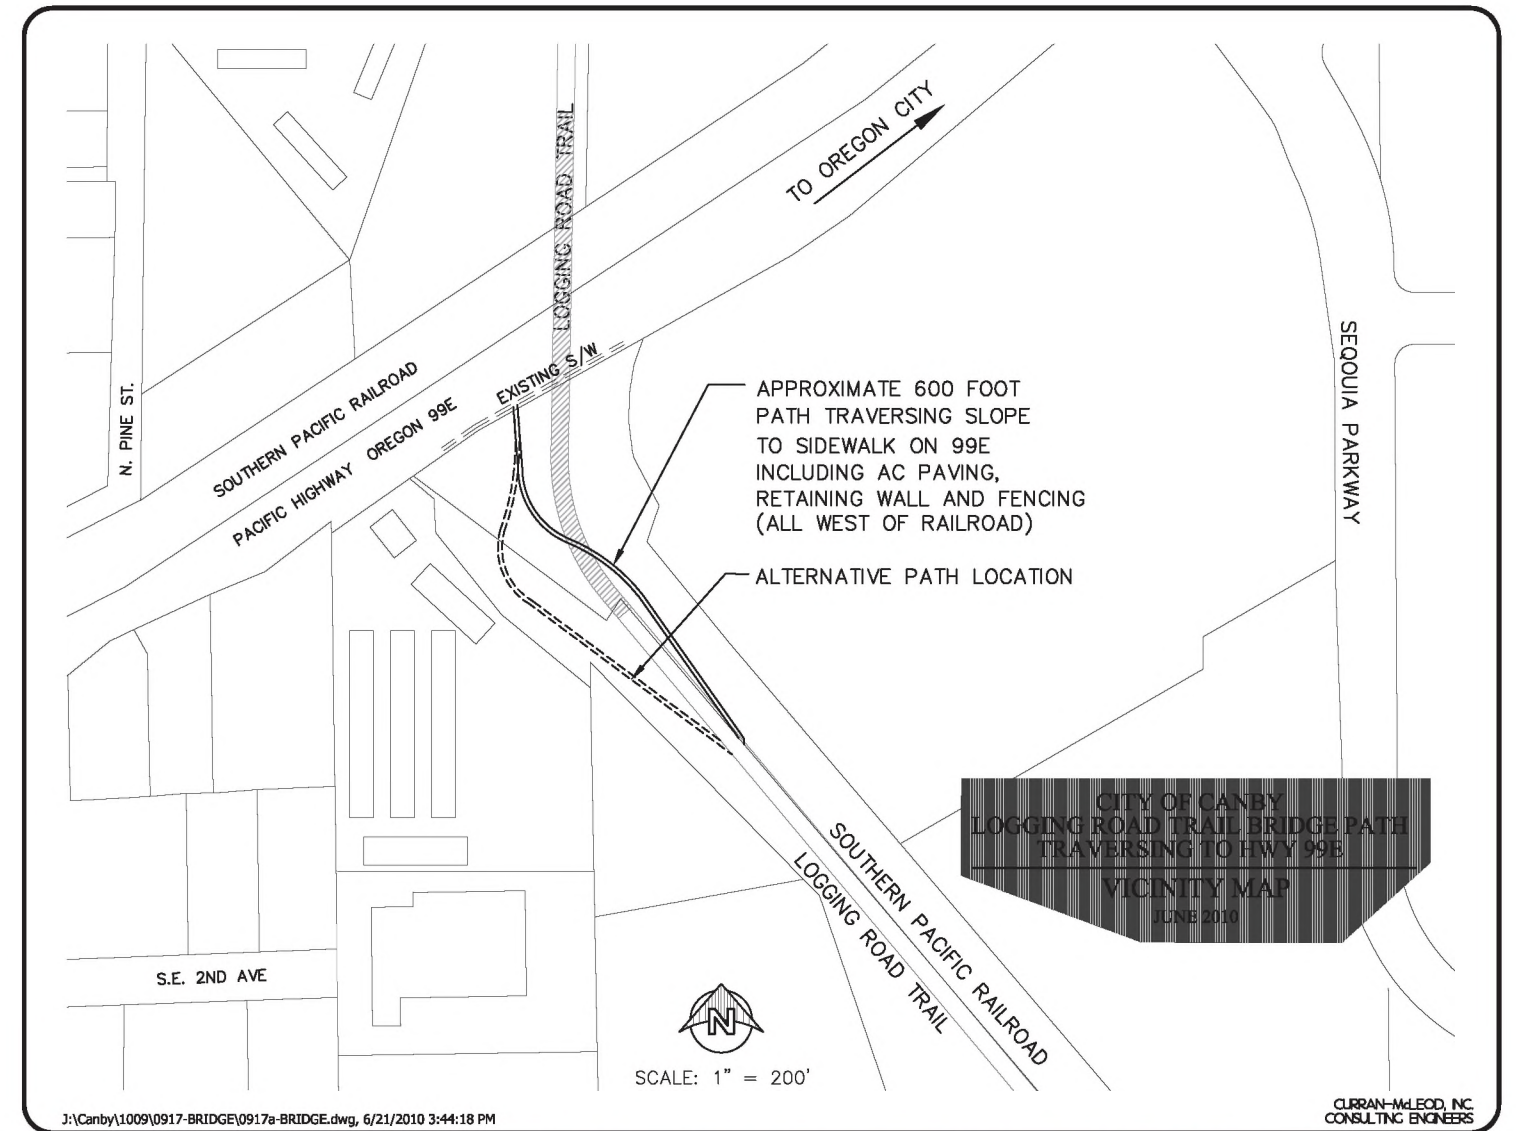 LOGGING ROAD TRAIL
TO OREGON CITY
EXISTING S/W
SOUTHERN PACIFIC RAILROAD
PACIFIC HIGHWAY OREGON 99E
N. PINE ST.
SEQOUIA PARKWAY
APPROXIMATE 600 FOOT
PATH TRAVERSING SLOPE
TO SIDEWALK ON 99E
INCLUDING AC PAVING,
RETAINING WALL AND FENCING
(ALL WEST OF RAILROAD)
ALTERNATIVE PATH LOCATION
CITY OF CANBY
LOGGING ROAD TRAIL BRIDGE PATH
TRAVERSING TO HWY 99E
VICINITY MAP
JUNE 2010
SOUTHERN PACIFIC RAILROAD
LOGGING ROAD TRAIL
S.E. 2ND AVE
N
SCALE: 1" = 200'
J:\Canby\1009\0917-BRIDGE\0917a-BRIDGE.dwg, 6/21/2010 3:44:18 PM
CURRAN-McLEOD, INC.
CONSULTING ENGINEERS